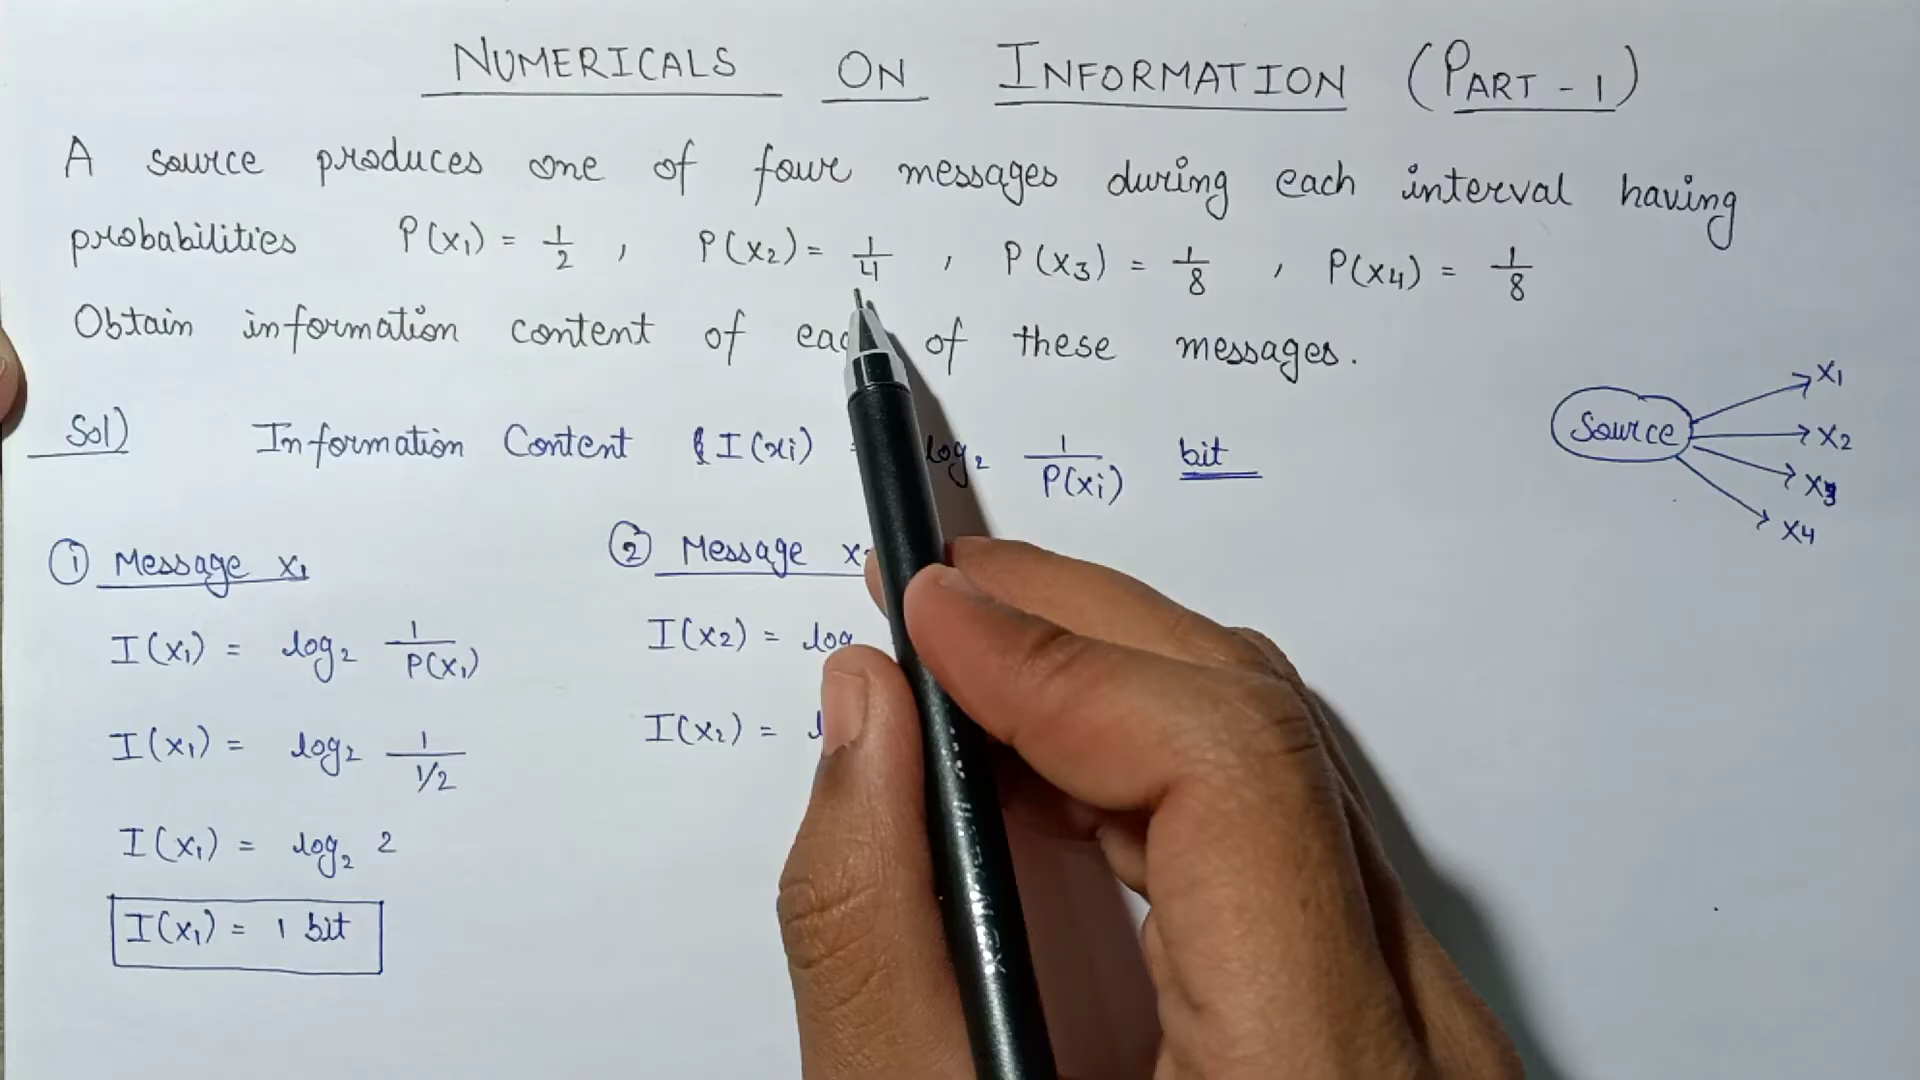 NUMERICALS ON INFORMATION (PART - 1)
A source produces one of four messages during each interval having
probabilities P(x1) = 1/2 , P(x2) = 1/4 , P(x3) = 1/8 , P(x4) = 1/8
Obtain information content of of these messages.
Sol) Information Content I(xi) log2 1/P(xi) bit
Source
x1
x2
x3
x4
① Message x1
I(x1) = log2 1/P(x1)
I(x1) = log2 1/1/2
I(x1) = log2 2
I(x1) = 1 bit
② Message
I(x2) = log
I(x2) =